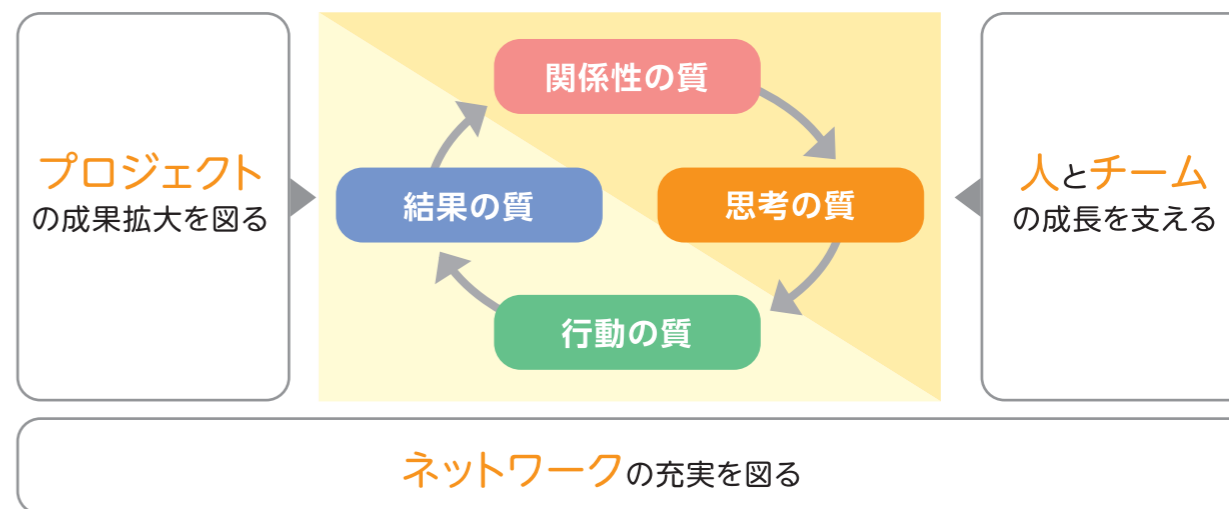 プロジェクト
の成果拡大を図る
関係性の質
結果の質
思考の質
行動の質
人とチーム
の成長を支える
ネットワークの充実を図る